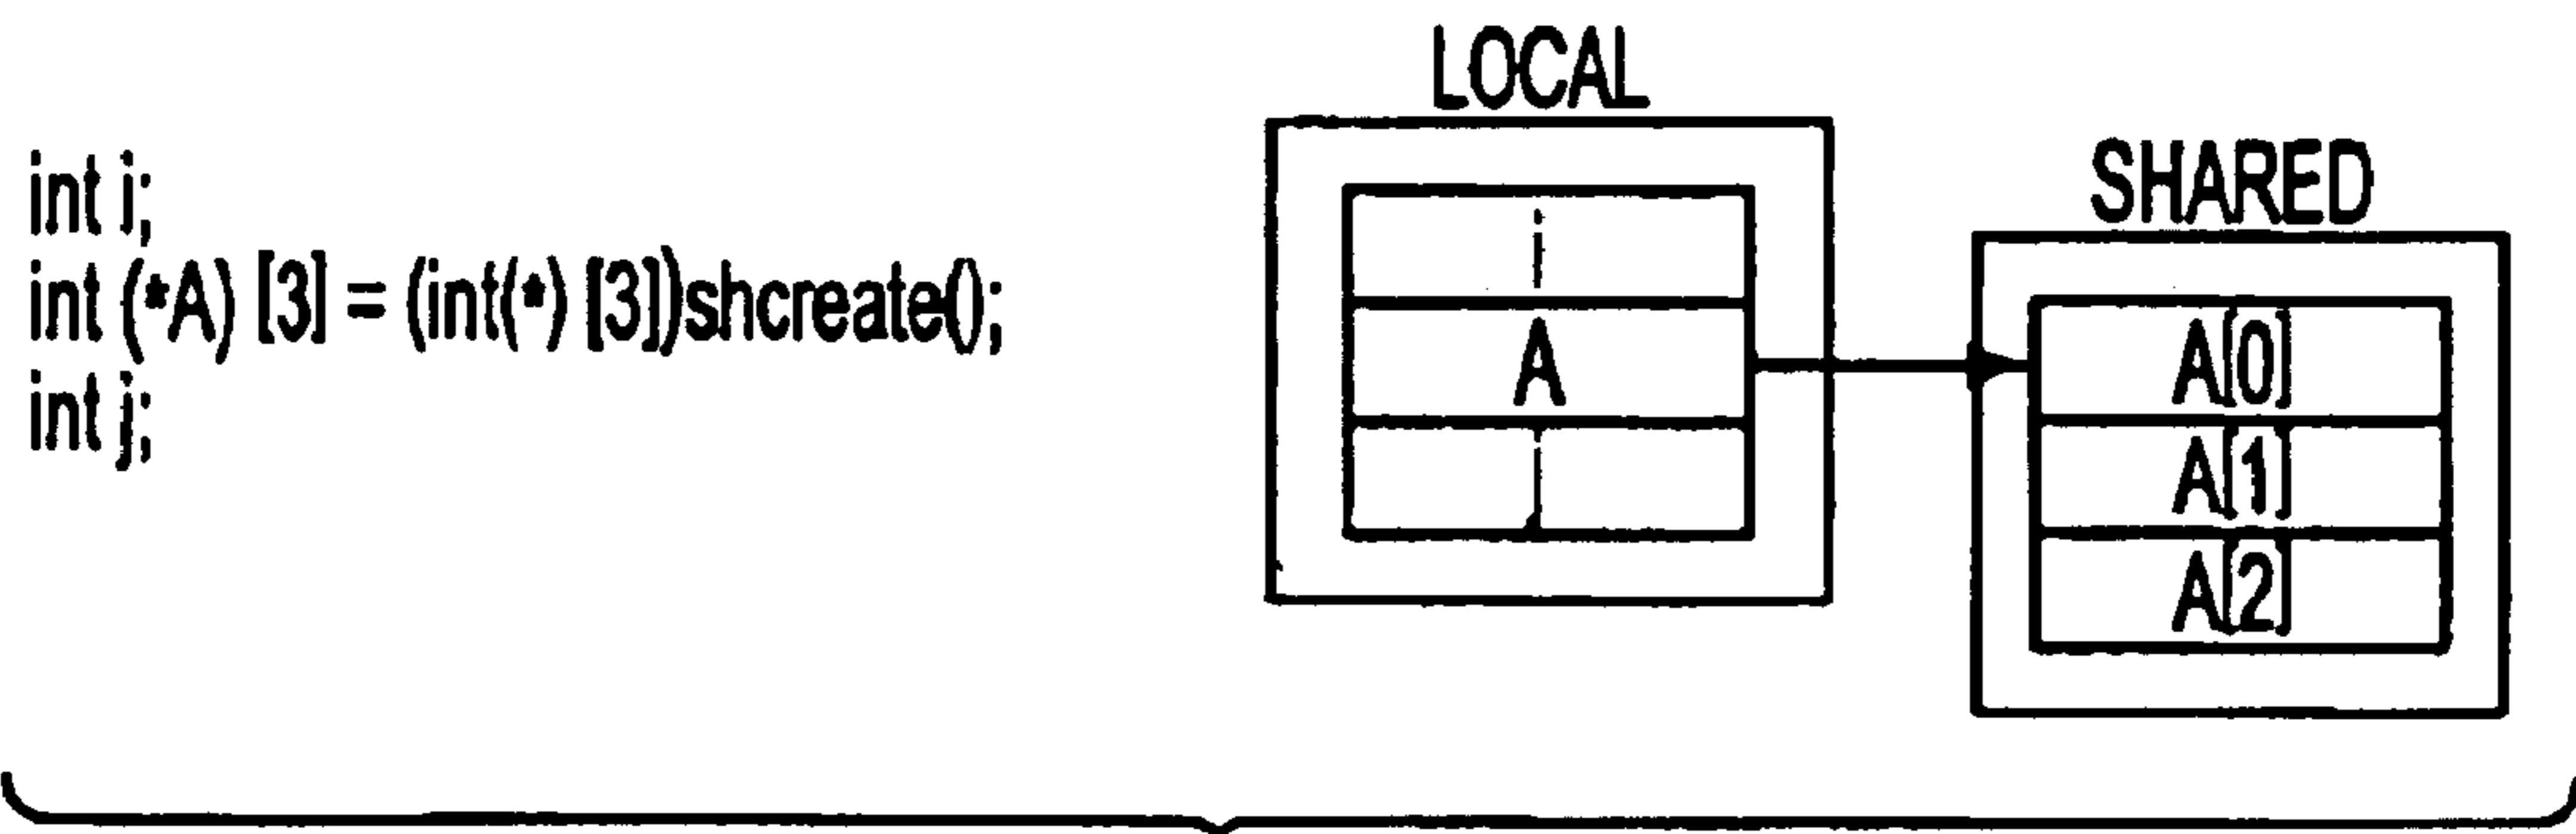 int i;
int (*A) [3] = (int(*) [3])shcreate();
int j;
LOCAL
i
A
j
SHARED
A[0]
A[1]
A[2]